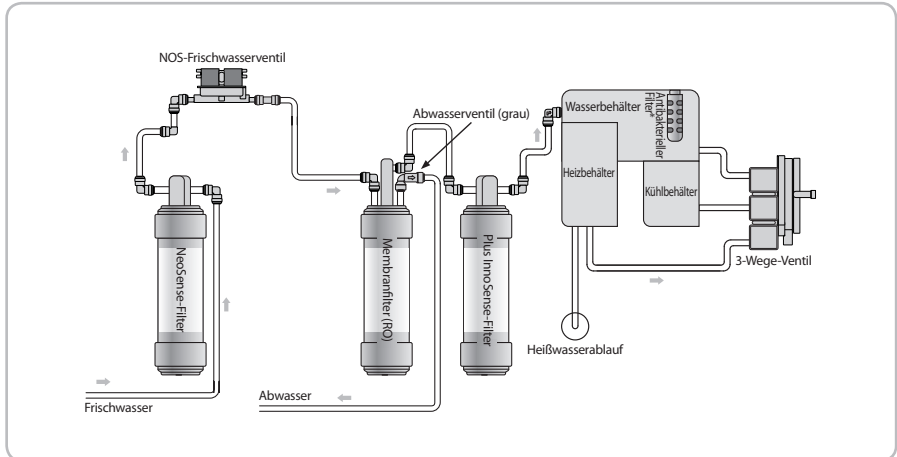 NOS-Frischwasserventil
Abwasserventil (grau)
Wasserbehälter
Antibakterieller
Filter*
Heizbehälter
Kühlbehälter
NeoSense-Filter
Membranfilter (RO)
Plus InnoSense-Filter
3-Wege-Ventil
Heißwasserablauf
Frischwasser
Abwasser